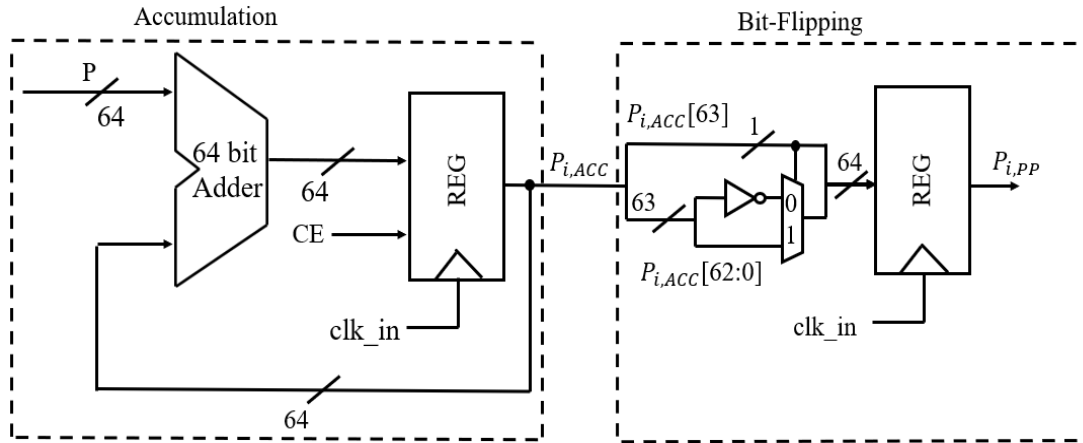 Accumulation
P
64
64 bit
Adder
64
CE
REG
clk_in
64
P_{i,ACC}
Bit-Flipping
P_{i,ACC}[63]
1
63
0
1
P_{i,ACC}[62:0]
64
REG
clk_in
P_{i,PP}